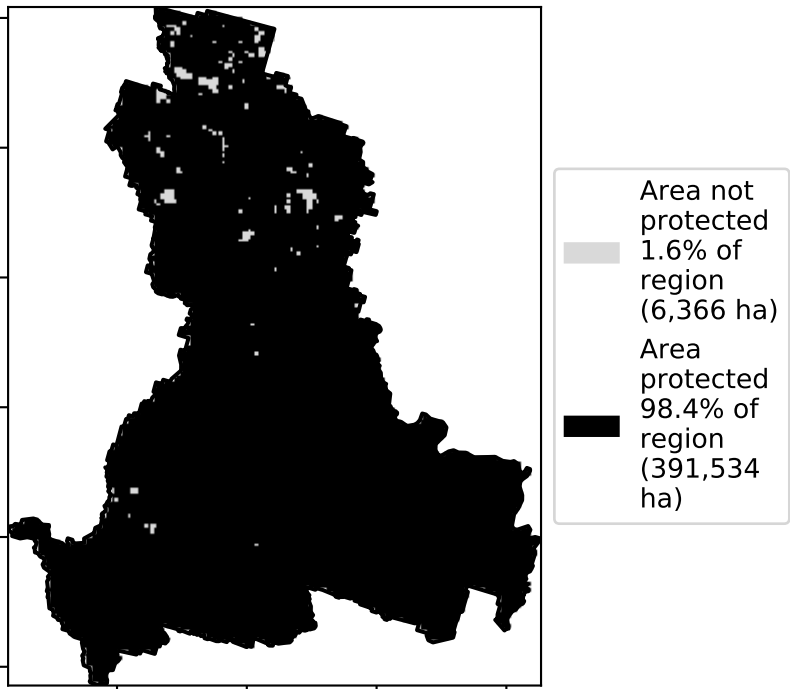 Area not
protected
1.6% of
region
(6,366 ha)
Area
protected
98.4% of
region
(391,534
ha)